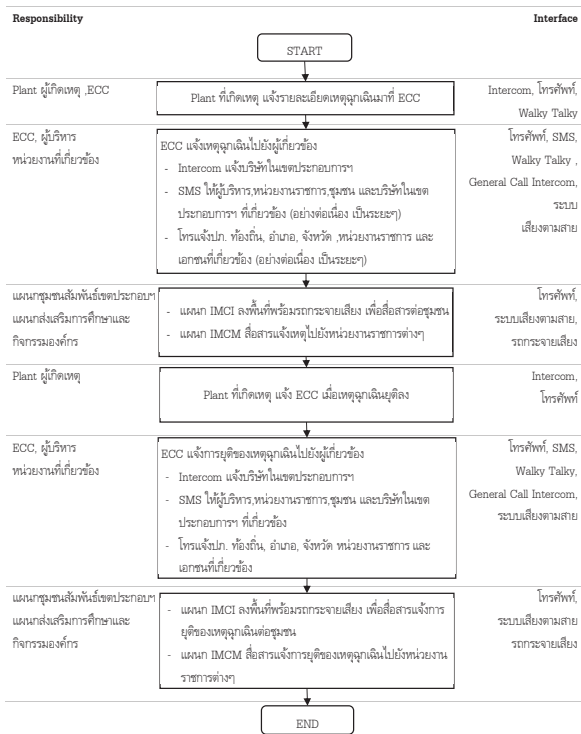 Responsibility
Interface
START
Plant ผู้เกิดเหตุ ,ECC
Plant ที่เกิดเหตุ แจ้งรายละเอียดเหตุฉุกเฉินมาที่ ECC
Intercom, โทรศัพท์,
Walky Talky
ECC, ผู้บริหาร
หน่วยงานที่เกี่ยวข้อง
ECC แจ้งเหตุฉุกเฉินไปยังผู้เกี่ยวข้อง
- Intercom แจ้งบริษัทในเขตประกอบการฯ
- SMS ให้ผู้บริหาร,หน่วยงานราชการ,ชุมชน และบริษัทในเขต
ประกอบการฯ ที่เกี่ยวข้อง (อย่างต่อเนื่อง เป็นระยะๆ)
- โทรแจ้งปภ. ท้องถิ่น, อำเภอ, จังหวัด ,หน่วยงานราชการ และ
เอกชนที่เกี่ยวข้อง (อย่างต่อเนื่อง เป็นระยะๆ)
โทรศัพท์, SMS,
Walky Talky ,
General Call Intercom,
ระบบ
เสียงตามสาย
แผนกชุมชนสัมพันธ์เขตประกอบฯ
แผนกส่งเสริมการศึกษาและ
กิจกรรมองค์กร
- แผนก IMCI ลงพื้นที่พร้อมรถกระจายเสียง เพื่อสื่อสารต่อชุมชน
- แผนก IMCM สื่อสารแจ้งเหตุไปยังหน่วยงานราชการต่างๆ
โทรศัพท์,
ระบบเสียงตามสาย,
รถกระจายเสียง
Plant ผู้เกิดเหตุ
Plant ที่เกิดเหตุ แจ้ง ECC เมื่อเหตุฉุกเฉินยุติลง
Intercom,
โทรศัพท์
ECC, ผู้บริหาร
หน่วยงานที่เกี่ยวข้อง
ECC แจ้งการยุติของเหตุฉุกเฉินไปยังผู้เกี่ยวข้อง
- Intercom แจ้งบริษัทในเขตประกอบการฯ
- SMS ให้ผู้บริหาร,หน่วยงานราชการ,ชุมชน และบริษัทในเขต
ประกอบการฯ ที่เกี่ยวข้อง
- โทรแจ้งปภ. ท้องถิ่น, อำเภอ, จังหวัด หน่วยงานราชการ และ
เอกชนที่เกี่ยวข้อง
โทรศัพท์, SMS,
Walky Talky,
General Call Intercom,
ระบบเสียงตามสาย
แผนกชุมชนสัมพันธ์เขตประกอบฯ
แผนกส่งเสริมการศึกษาและ
กิจกรรมองค์กร
- แผนก IMCI ลงพื้นที่พร้อมรถกระจายเสียง เพื่อสื่อสารแจ้งการ
ยุติของเหตุฉุกเฉินต่อชุมชน
- แผนก IMCM สื่อสารแจ้งการยุติของเหตุฉุกเฉินไปยังหน่วยงาน
ราชการต่างๆ
โทรศัพท์,
ระบบเสียงตามสาย
รถกระจายเสียง
END